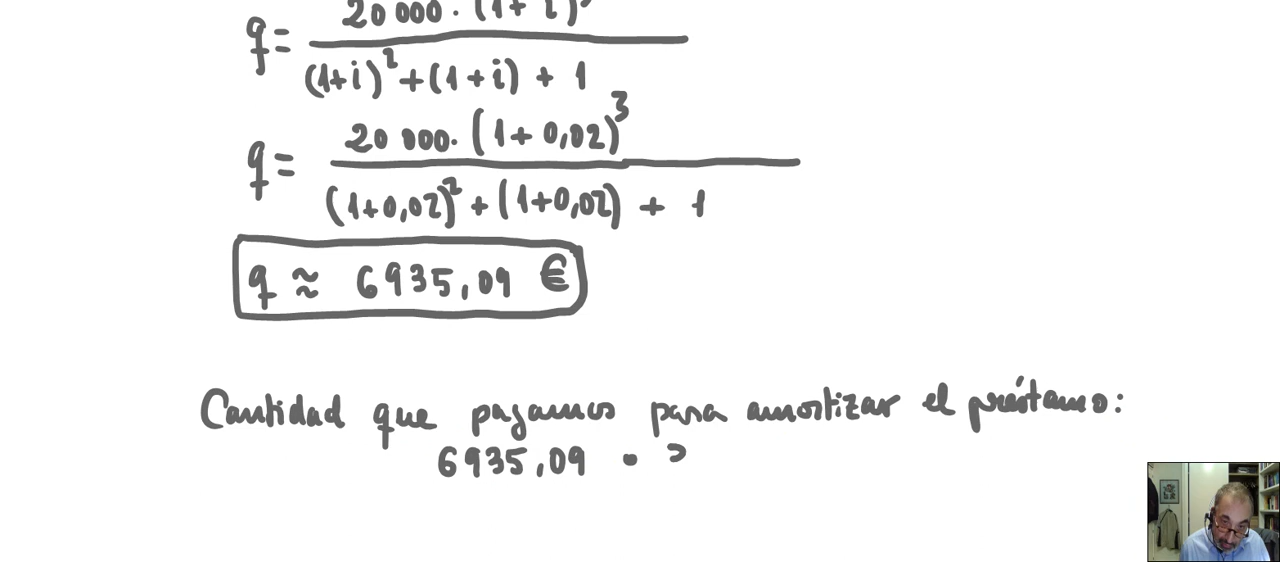 20 000 · (1 + i)³
q = ―――――
(1+i)² + (1 + i) + 1
20 000 · (1 + 0,02)³
q = ―――――
(1+0,02)² + (1+0,02) + 1
q ≈ 6935,09 €
Cantidad que pagamos para amortizar el préstamo:
6935,09 ·